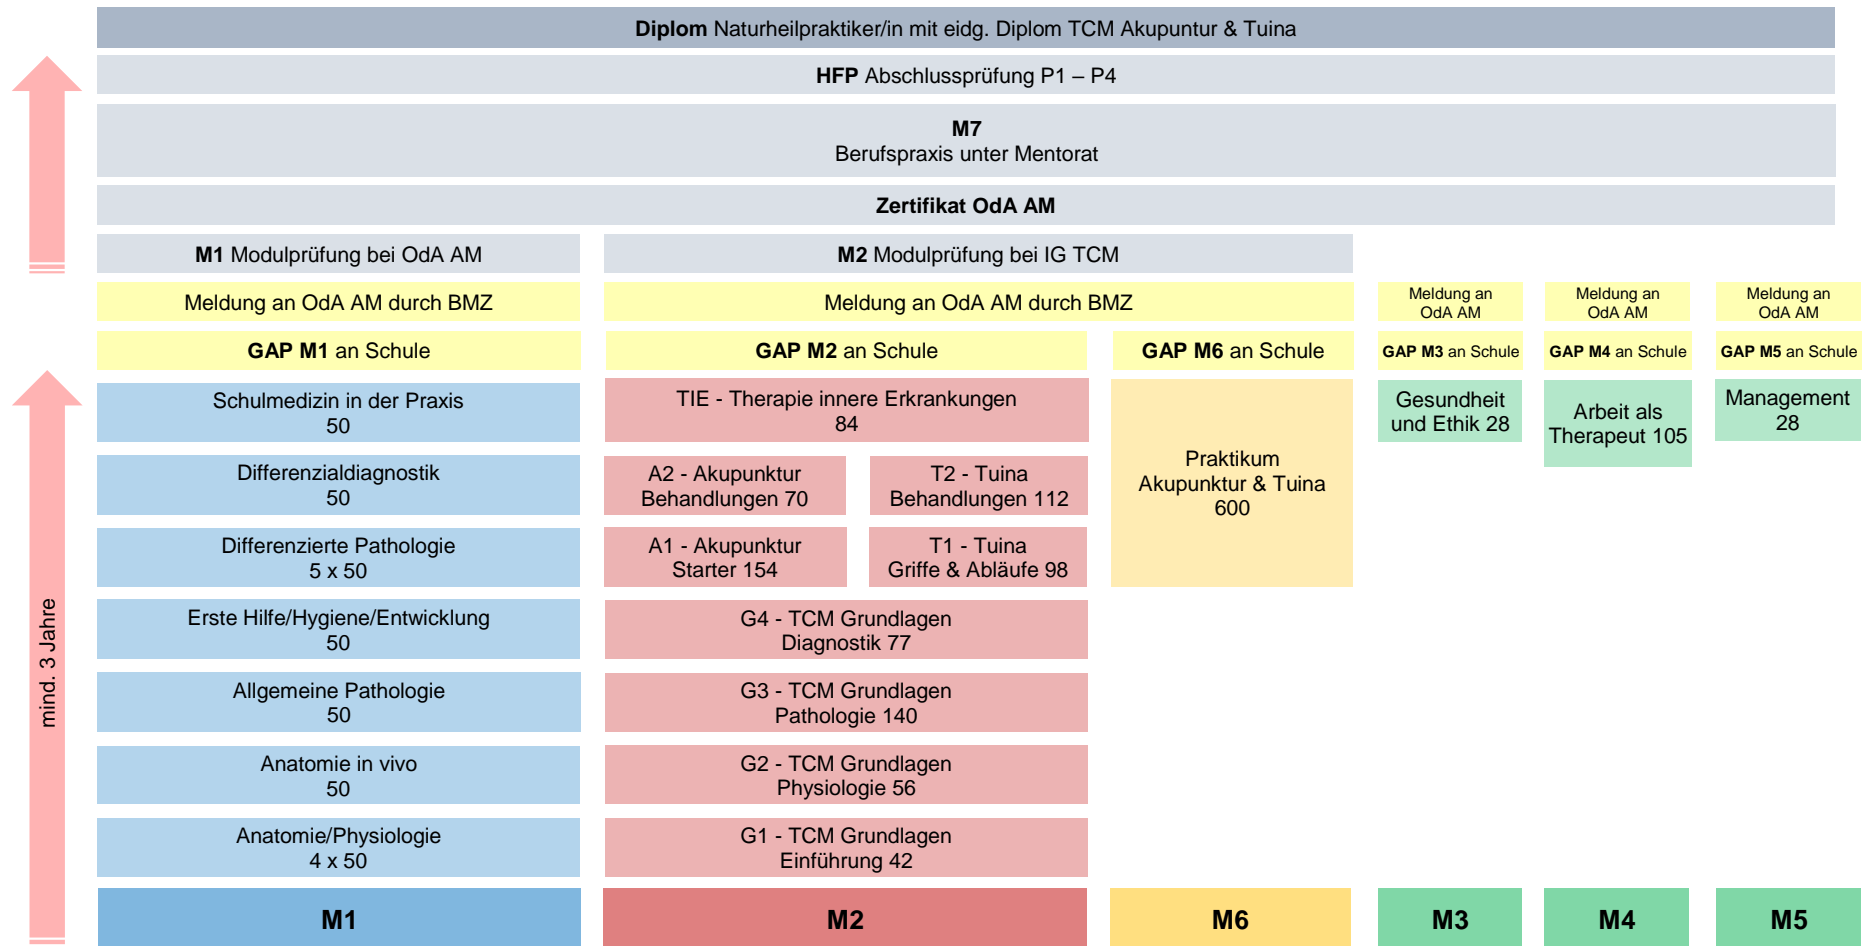 Diplom Naturheilpraktiker/in mit eidg. Diplom TCM Akupuntur & Tuina
HFP Abschlussprüfung P1 – P4
M7
Berufspraxis unter Mentorat
Zertifikat OdA AM
M1 Modulprüfung bei OdA AM
M2 Modulprüfung bei IG TCM
Meldung an OdA AM durch BMZ
Meldung an OdA AM durch BMZ
Meldung an
OdA AM
Meldung an
OdA AM
Meldung an
OdA AM
GAP M1 an Schule
GAP M2 an Schule
GAP M6 an Schule
GAP M3 an Schule
GAP M4 an Schule
GAP M5 an Schule
mind. 3 Jahre
Schulmedizin in der Praxis
50
Differenzialdiagnostik
50
Differenzierte Pathologie
5 x 50
Erste Hilfe/Hygiene/Entwicklung
50
Allgemeine Pathologie
50
Anatomie in vivo
50
Anatomie/Physiologie
4 x 50
M1
TIE - Therapie innere Erkrankungen
84
A2 - Akupunktur
Behandlungen 70
T2 - Tuina
Behandlungen 112
A1 - Akupunktur
Starter 154
T1 - Tuina
Griffe & Abläufe 98
G4 - TCM Grundlagen
Diagnostik 77
G3 - TCM Grundlagen
Pathologie 140
G2 - TCM Grundlagen
Physiologie 56
G1 - TCM Grundlagen
Einführung 42
M2
Praktikum
Akupunktur & Tuina
600
M6
Gesundheit
und Ethik 28
M3
Arbeit als
Therapeut 105
M4
Management
28
M5